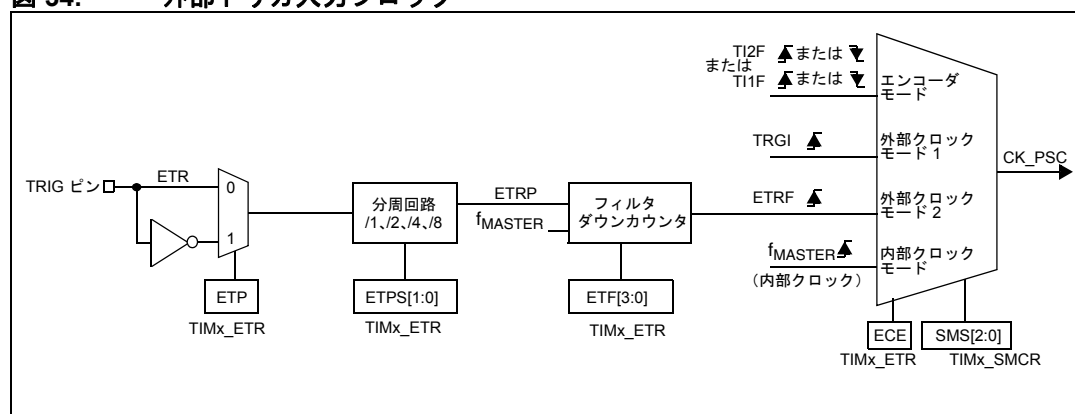 図 34. 外部トリガ入力クロック
TI2F または
または
TI1F または
エンコーダ
モード
TRGI
外部クロック
モード 1
CK_PSC
TRIG ピン
ETR
0
1
分周回路
/1、/2、/4、/8
ETRP
fMASTER
フィルタ
ダウンカウンタ
ETRF
外部クロック
モード 2
fMASTER
(内部クロック)
内部クロック
モード
ETP
TIMx_ETR
ETPS[1:0]
TIMx_ETR
ETF[3:0]
TIMx_ETR
ECE
SMS[2:0]
TIMx_ETR
TIMx_SMCR